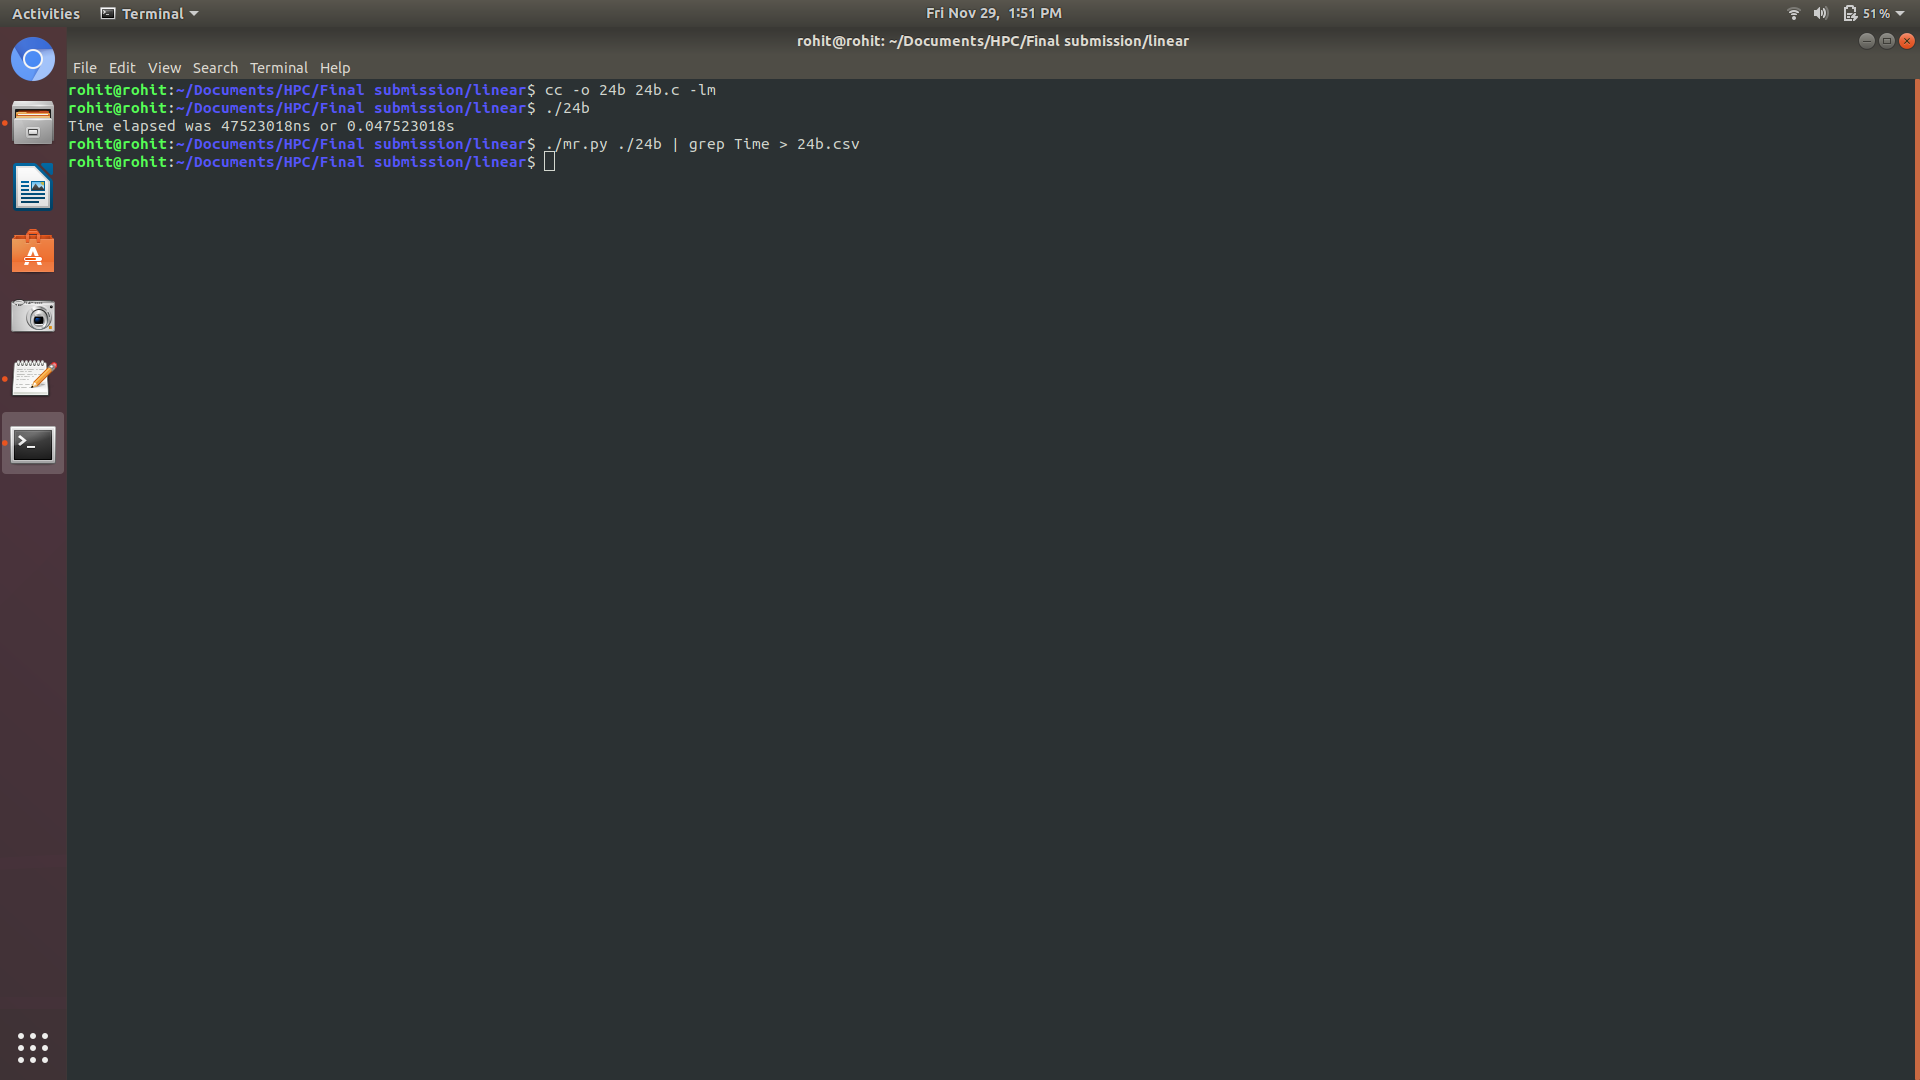 Activities Terminal Fri Nov 29, 1:51 PM 51%
rohit@rohit: ~/Documents/HPC/Final submission/linear
File Edit View Search Terminal Help
rohit@rohit:~/Documents/HPC/Final submission/linear$ cc -o 24b 24b.c -lm
rohit@rohit:~/Documents/HPC/Final submission/linear$ ./24b
Time elapsed was 47523018ns or 0.047523018s
rohit@rohit:~/Documents/HPC/Final submission/linear$ ./mr.py ./24b | grep Time > 24b.csv
rohit@rohit:~/Documents/HPC/Final submission/linear$